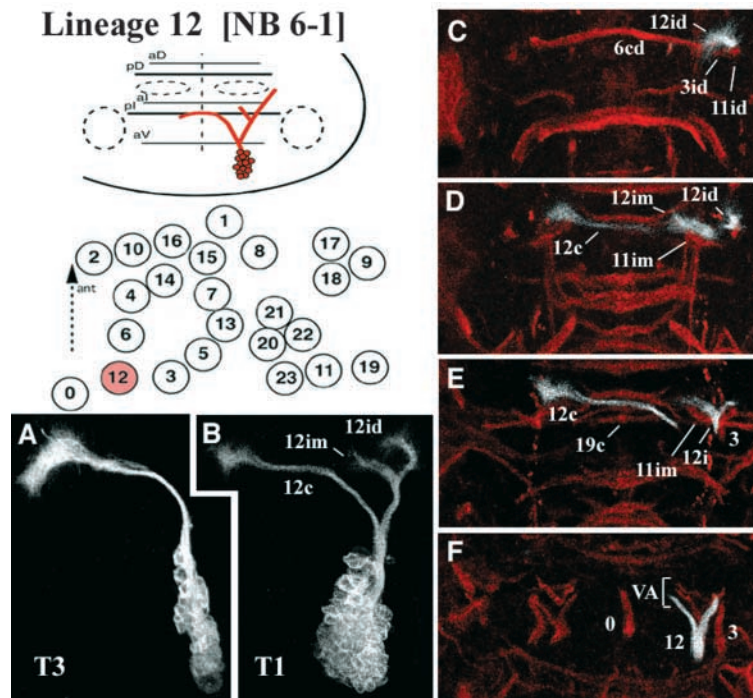 Lineage 12 [NB 6-1]
aD
pD
aI
pI
aV
1
2
10
16
15
8
17
9
18
14
4
7
ant
21
6
13
22
20
5
12
3
11
19
0
23
A
T3
B
12id
12im
12c
T1
C
12id
6cd
3id
11id
D
12im
12id
12c
11im
E
12c
19c
11im
12i
3
F
VA
0
12
3